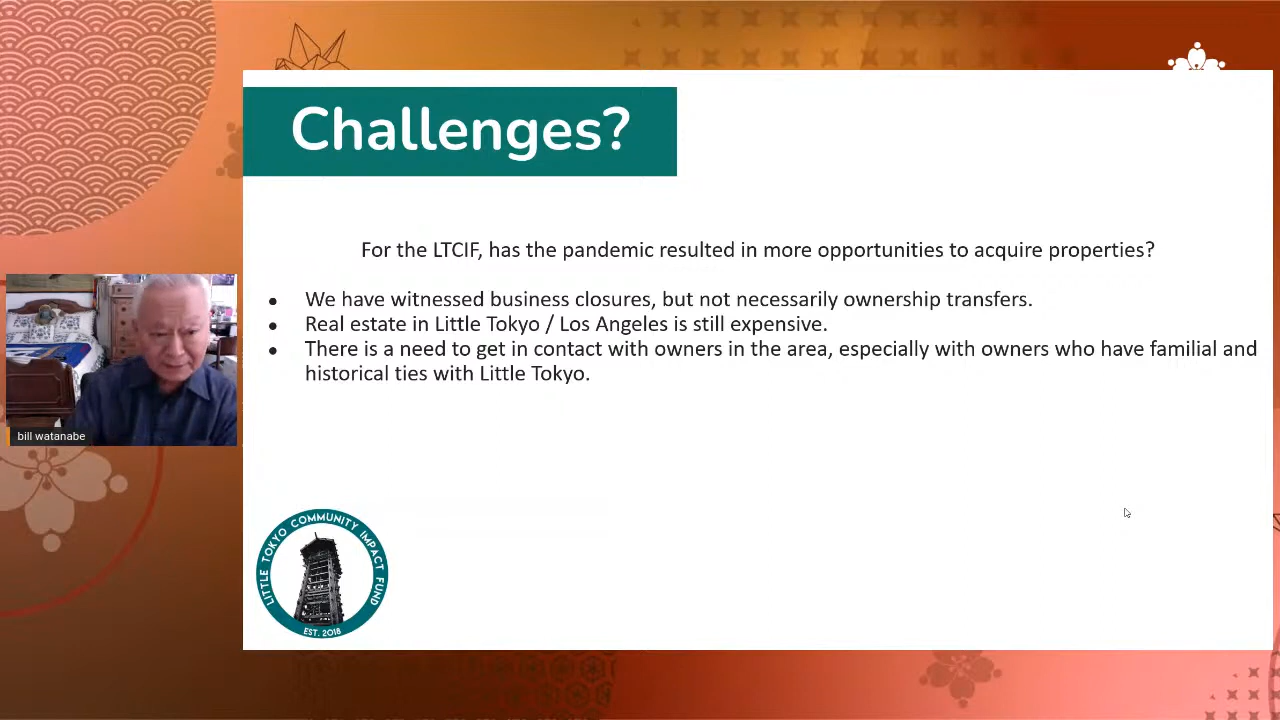 Challenges?
For the LTCIF, has the pandemic resulted in more opportunities to acquire properties?
• We have witnessed business closures, but not necessarily ownership transfers.
• Real estate in Little Tokyo / Los Angeles is still expensive.
• There is a need to get in contact with owners in the area, especially with owners who have familial and
historical ties with Little Tokyo.
bill watanabe
LITTLE TOKYO COMMUNITY IMPACT FUND
EST. 2018